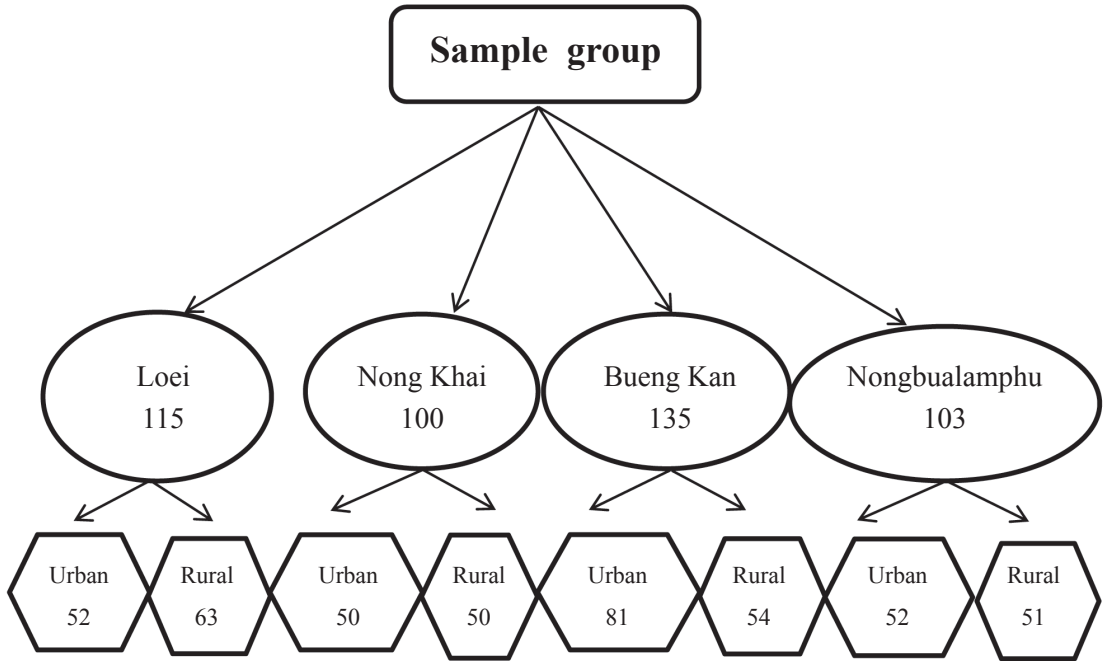 Sample group
Loei
115
Nong Khai
100
Bueng Kan
135
Nongbualamphu
103
Urban
52
Rural
63
Urban
50
Rural
50
Urban
81
Rural
54
Urban
52
Rural
51